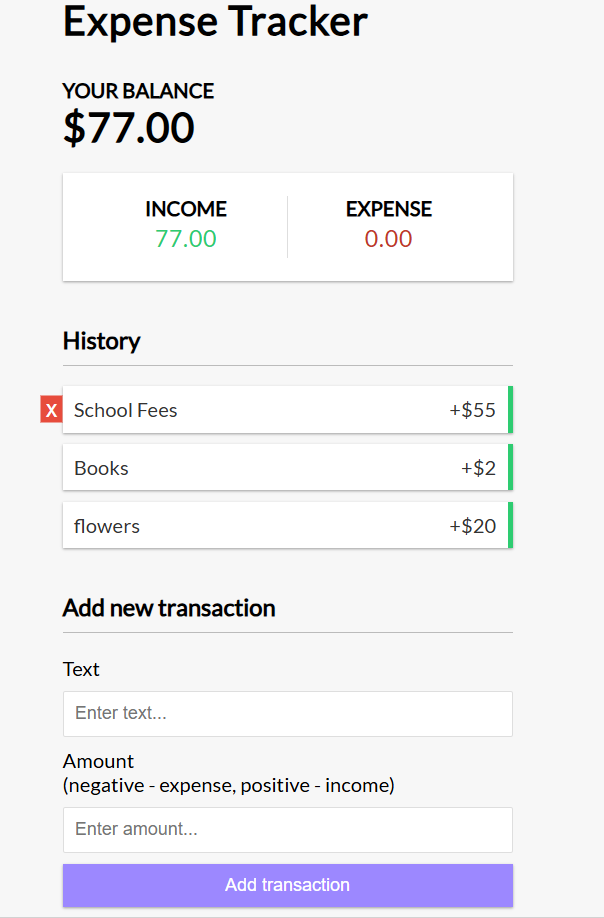 Expense Tracker
YOUR BALANCE
$77.00
INCOME EXPENSE
77.00 0.00
History
X School Fees +$55
Books +$2
flowers +$20
Add new transaction
Text
Enter text...
Amount
(negative - expense, positive - income)
Enter amount...
Add transaction